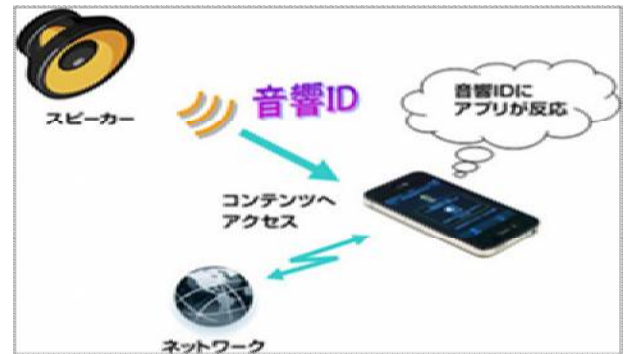 スピーカー
音響ID
音響IDに
アプリが反応
コンテンツへ
アクセス
ネットワーク